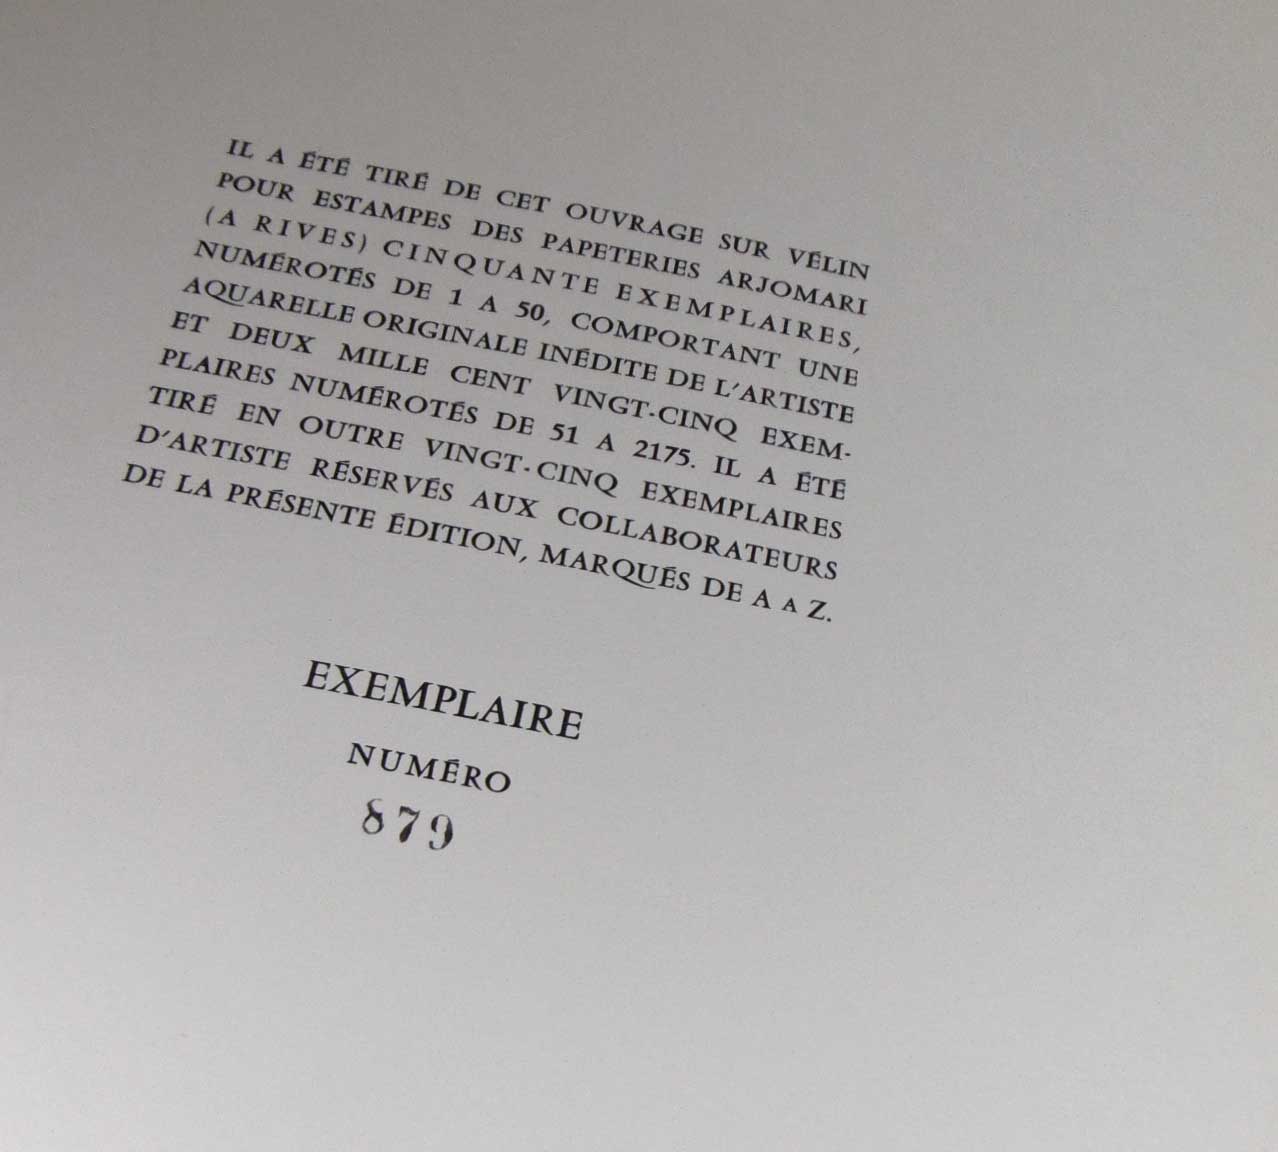 IL A ÉTÉ TIRÉ DE CET OUVRAGE SUR VÉLIN
POUR ESTAMPES DES PAPETERIES ARJOMARI
(A RIVES) CINQUANTE EXEMPLAIRES,
NUMÉROTÉS DE 1 A 50, COMPORTANT UNE
AQUARELLE ORIGINALE INÉDITE DE L'ARTISTE
ET DEUX MILLE CENT VINGT-CINQ EXEM-
PLAIRES NUMÉROTÉS DE 51 A 2175. IL A ÉTÉ
TIRÉ EN OUTRE VINGT-CINQ EXEMPLAIRES
D'ARTISTE RÉSERVÉS AUX COLLABORATEURS
DE LA PRÉSENTE ÉDITION, MARQUÉS DE A A Z.
EXEMPLAIRE
NUMÉRO
879